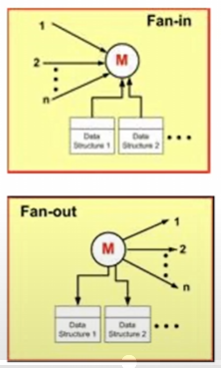 Fan-in
1
2
n
M
Data
Structure 1
Data
Structure 2
Fan-out
1
2
n
M
Data
Structure 1
Data
Structure 2